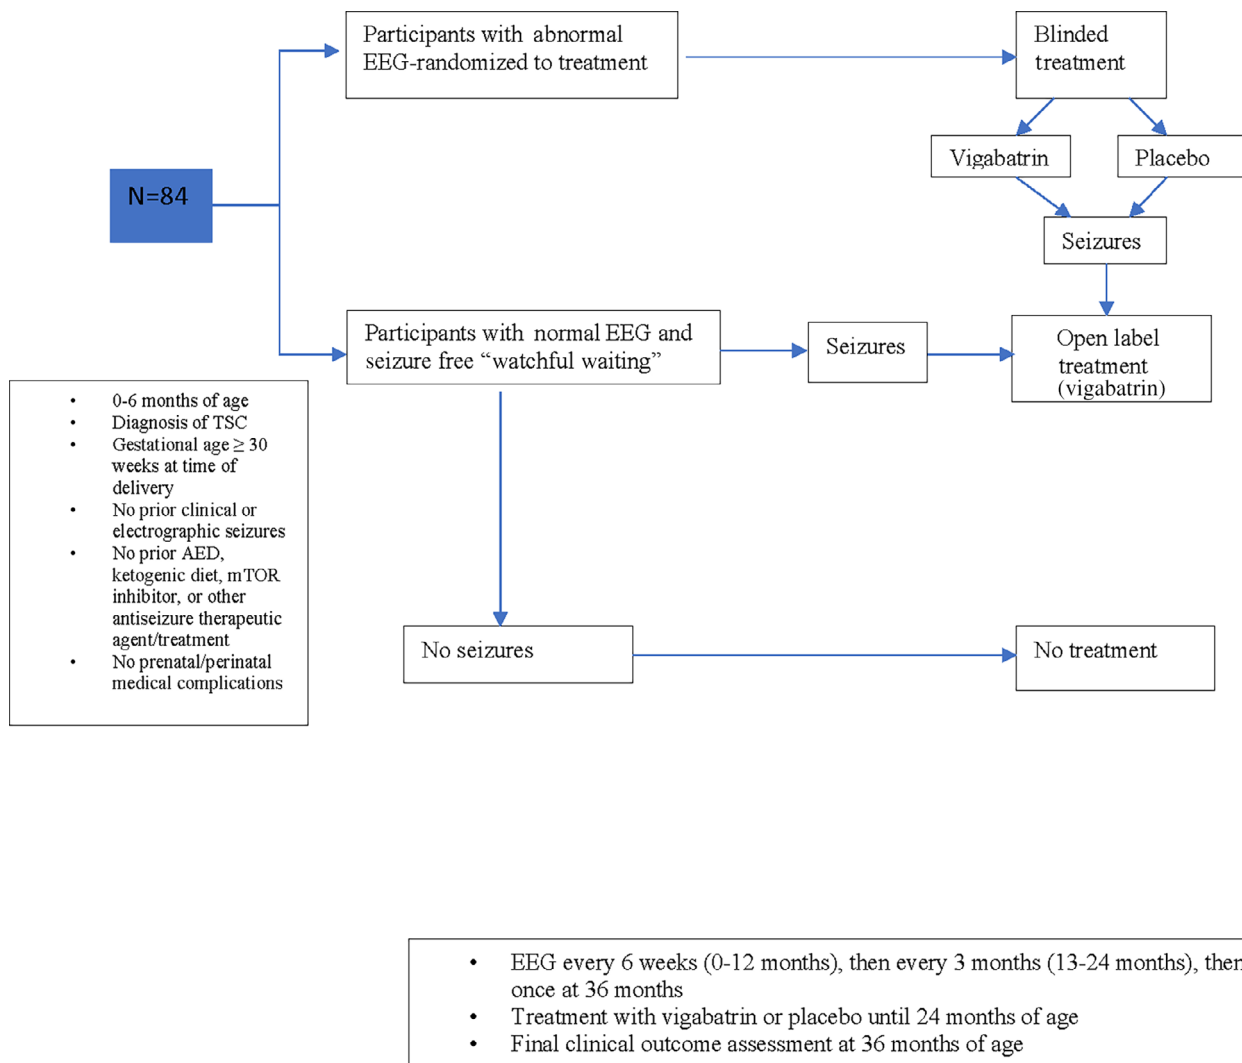 Participants with abnormal
EEG-randomized to treatment
Blinded
treatment
Vigabatrin
Placebo
N=84
Seizures
Participants with normal EEG and
seizure free “watchful waiting”
Seizures
Open label
treatment
(vigabatrin)
• 0-6 months of age
• Diagnosis of TSC
• Gestational age ≥ 30
weeks at time of
delivery
• No prior clinical or
electrographic seizures
• No prior AED,
ketogenic diet, mTOR
inhibitor, or other
antiseizure therapeutic
agent/treatment
• No prenatal/perinatal
medical complications
No seizures
No treatment
• EEG every 6 weeks (0-12 months), then every 3 months (13-24 months), then
once at 36 months
• Treatment with vigabatrin or placebo until 24 months of age
• Final clinical outcome assessment at 36 months of age